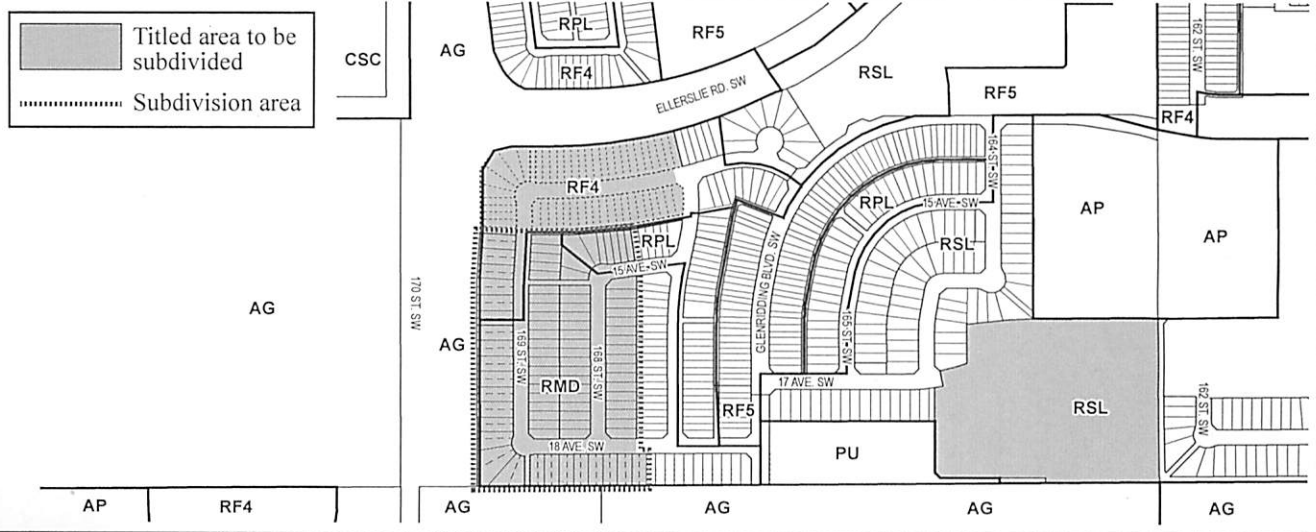 Titled area to be
subdivided
Subdivision area
CSC
AG
RPL
RF4
RF5
ELLERSLIE RD. SW
RSL
RF5
162 ST. SW
RF4
RF4
164 ST. SW
RPL
15 AVE. SW
RSL
AP
AP
RPL
15 AVE. SW
GLENRIDDING BLVD. SW
AG
170 ST. SW
AG
169 ST. SW
168 ST. SW
165 ST. SW
RMD
17 AVE. SW
RF5
RSL
162 ST. SW
18 AVE. SW
PU
AP
RF4
AG
AG
AG
AG